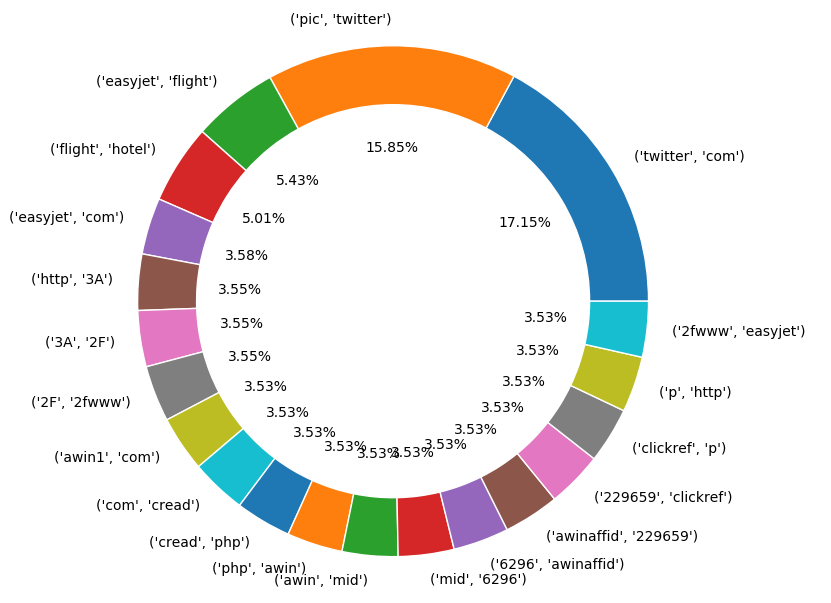 ('pic', 'twitter')
('easyjet', 'flight')
('twitter', 'com')
('flight', 'hotel')
('easyjet', 'com')
('http', '3A')
('3A', '2F')
('2F', '2fwww')
('awin1', 'com')
('com', 'cread')
('cread', 'php')
('php', 'awin')
('awin', 'mid')
('mid', '6296')
('6296', 'awinaffid')
('awinaffid', '229659')
('229659', 'clickref')
('clickref', 'p')
('p', 'http')
('2fwww', 'easyjet')
17.15%
15.85%
5.43%
5.01%
3.58%
3.55%
3.55%
3.55%
3.53%
3.53%
3.53%
3.53%
3.53%
3.53%
3.53%
3.53%
3.53%
3.53%
3.53%
3.53%